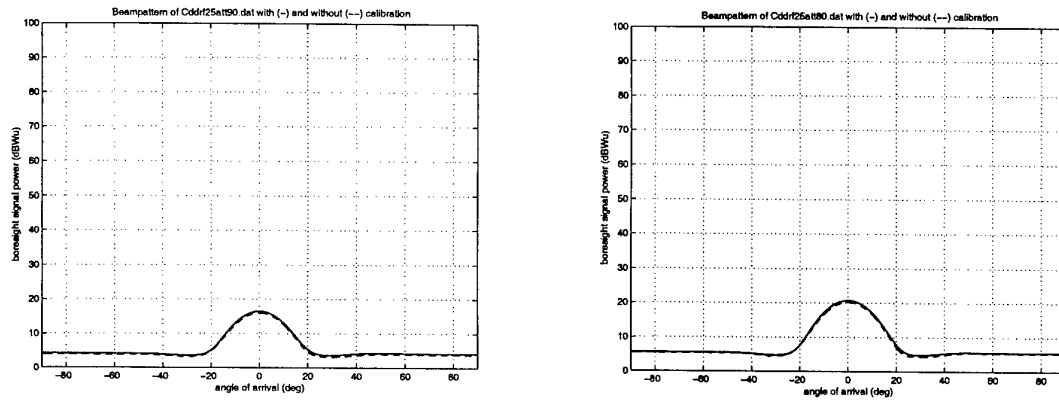 Beampattern of Cddrf25att90.dat with (-) and without (--) calibration
100
90
80
70
60
50
40
30
20
10
0
boresight signal power (dBWu)
-80 -60 -40 -20 0 20 40 60 80
angle of arrival (deg)
Beampattern of Cddrf25att80.dat with (-) and without (--) calibration
100
90
80
70
60
50
40
30
20
10
0
boresight signal power (dBWu)
-80 -60 -40 -20 0 20 40 60 80
angle of arrival (deg)